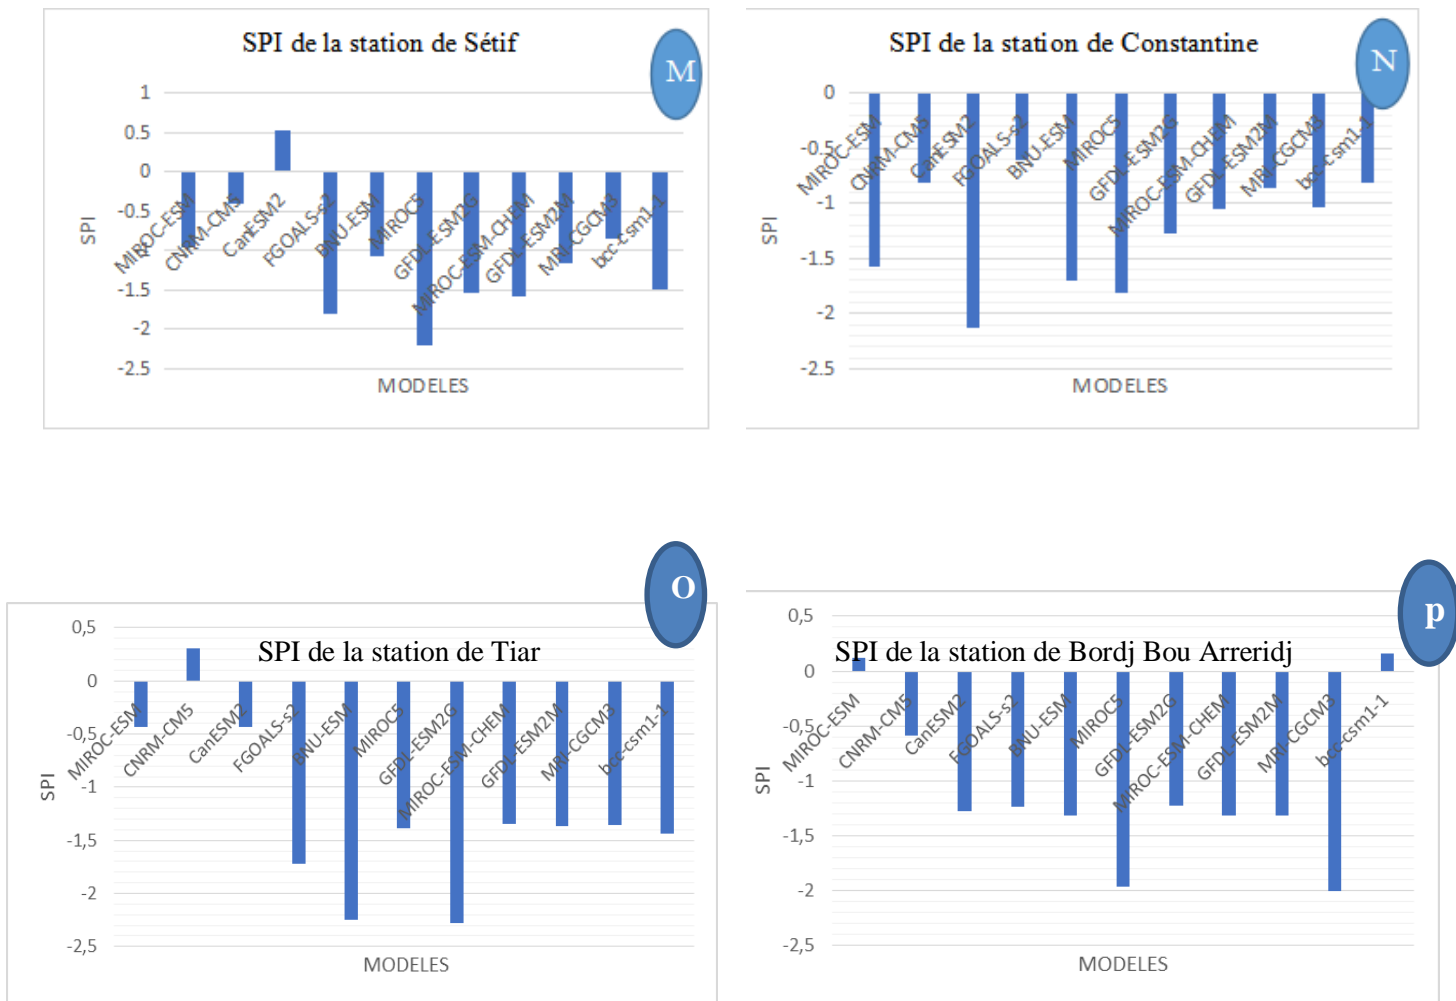 SPI de la station de Sétif
M
1
0.5
0
-0.5
-1
-1.5
-2
-2.5
SPI
MIROC-ESM
CNRM-CM5
CanESM2
FGOALS-s2
BNU-ESM
MIROC5
GFDL-ESM2G
MIROC-ESM-CHEM
GFDL-ESM2M
MRI-CGCM3
bcc-csm1-1
MODELES
SPI de la station de Constantine
N
0
-0.5
-1
-1.5
-2
-2.5
SPI
MIROC-ESM
CNRM-CM5
CanESM2
FGOALS-s2
BNU-ESM
MIROC5
GFDL-ESM2G
MIROC-ESM-CHEM
GFDL-ESM2M
MRI-CGCM3
bcc-csm1-1
MODELES
O
SPI de la station de Tiar
0,5
0
-0,5
-1
-1,5
-2
-2,5
SPI
MIROC-ESM
CNRM-CM5
CanESM2
FGOALS-s2
BNU-ESM
MIROC5
GFDL-ESM2G
MIROC-ESM-CHEM
GFDL-ESM2M
MRI-CGCM3
bcc-csm1-1
MODELES
p
SPI de la station de Bordj Bou Arreridj
0,5
0
-0,5
-1
-1,5
-2
-2,5
SPI
MIROC-ESM
CNRM-CM5
CanESM2
FGOALS-s2
BNU-ESM
MIROC5
GFDL-ESM2G
MIROC-ESM-CHEM
GFDL-ESM2M
MRI-CGCM3
bcc-csm1-1
MODELES